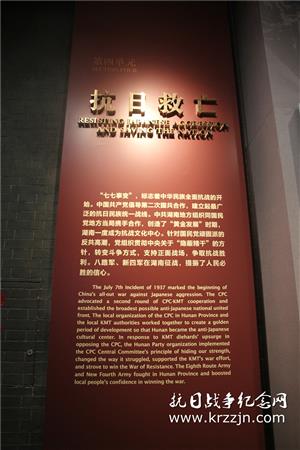 第四单元
SECTION FOUR
抗日救亡
RESISTING JAPANESE AGGRESSION
AND SAVING THE NATION
“七七事变”，标志着中华民族全面抗战的
开始。中国共产党倡导第二次国共合作，建立起最广
泛的抗日民族统一战线。中共湖南地方组织同国民
党地方当局携手合作，创造了“黄金发展”时期，
湖南一度成为抗战文化中心。针对国民党顽固派的
反共高潮，党组织贯彻中央关于“隐蔽精干”的方
针，转变斗争方式，支持正面战场，争取抗战胜
利。八路军、新四军在湖南征战，提振了人民必
胜的信心。
The July 7th Incident of 1937 marked the beginning of
China's all-out war against Japanese aggression. The CPC
advocated a second round of CPC-KMT cooperation and
established the broadest possible anti-Japanese national united
front. The local organization of the CPC in Hunan Province and
the local KMT authorities worked together to create a golden
period of development so that Hunan became the anti-Japanese
cultural center. In response to KMT diehards' upsurge in
opposing the CPC, the Hunan Party organization implemented
the CPC Central Committee's principle of hiding our strength,
changed the way it struggled, supported the KMT's war effort,
and strove to win the War of Resistance. The Eighth Route Army
and New Fourth Army fought in Hunan Province and boosted
local people's confidence in winning the war.
抗日战争纪念网
www.krzzjn.com